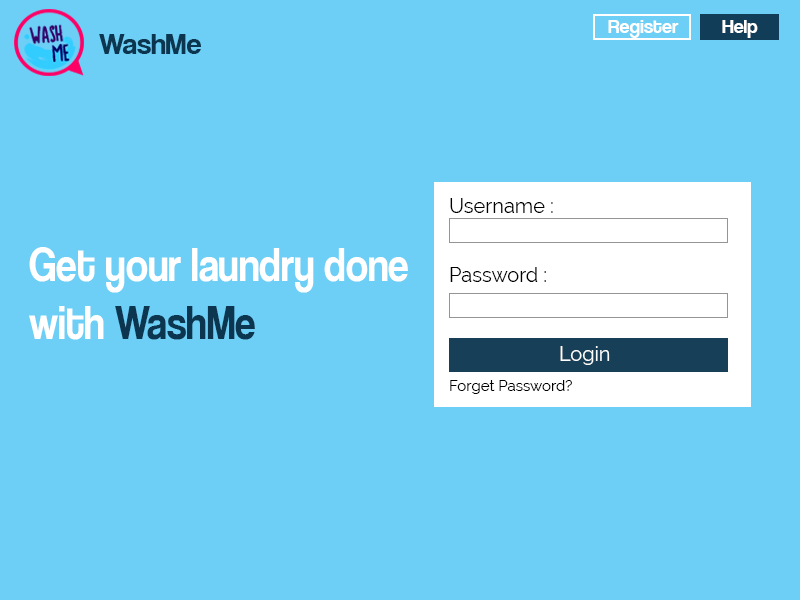 WASH
ME
WashMe
Register
Help
Get your laundry done
with WashMe
Username :
Password :
Login
Forget Password?